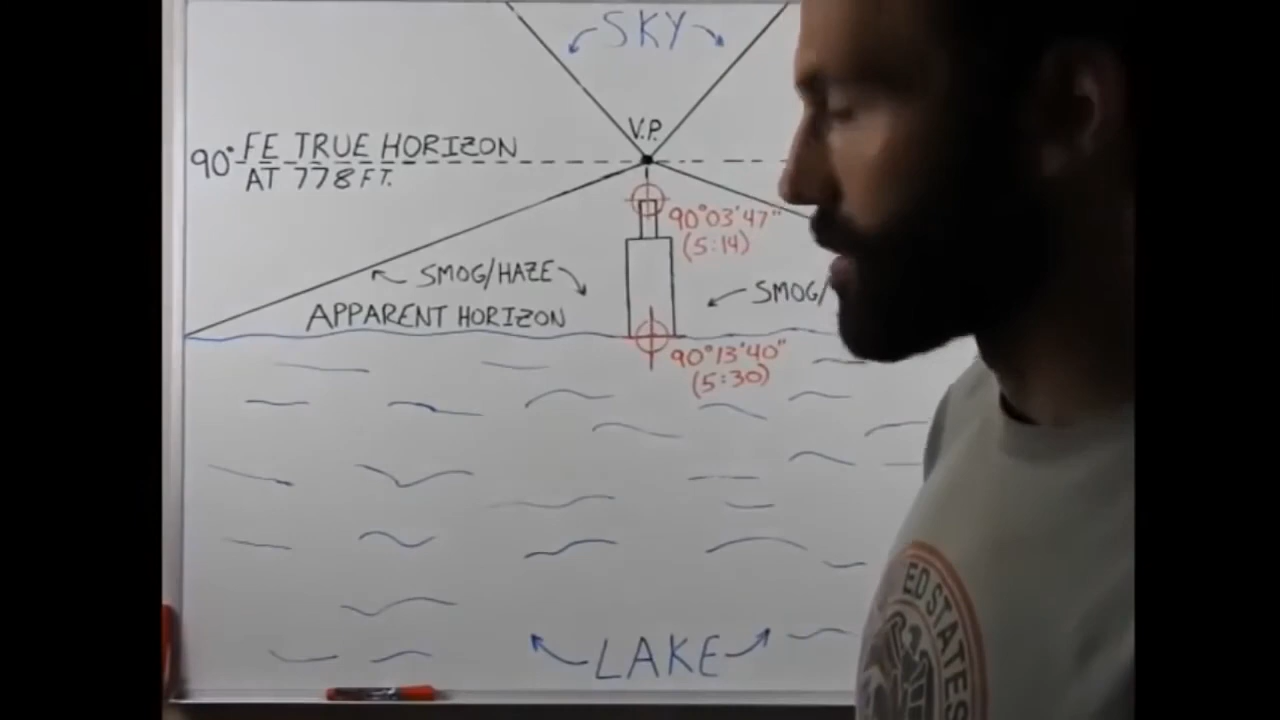 SKY
V.P.
90° FE TRUE HORIZON
AT 778 FT.
90°03'47"
(5:14)
SMOG/HAZE
SMOG/
APPARENT HORIZON
90°13'40"
(5:30)
LAKE
ED STATES